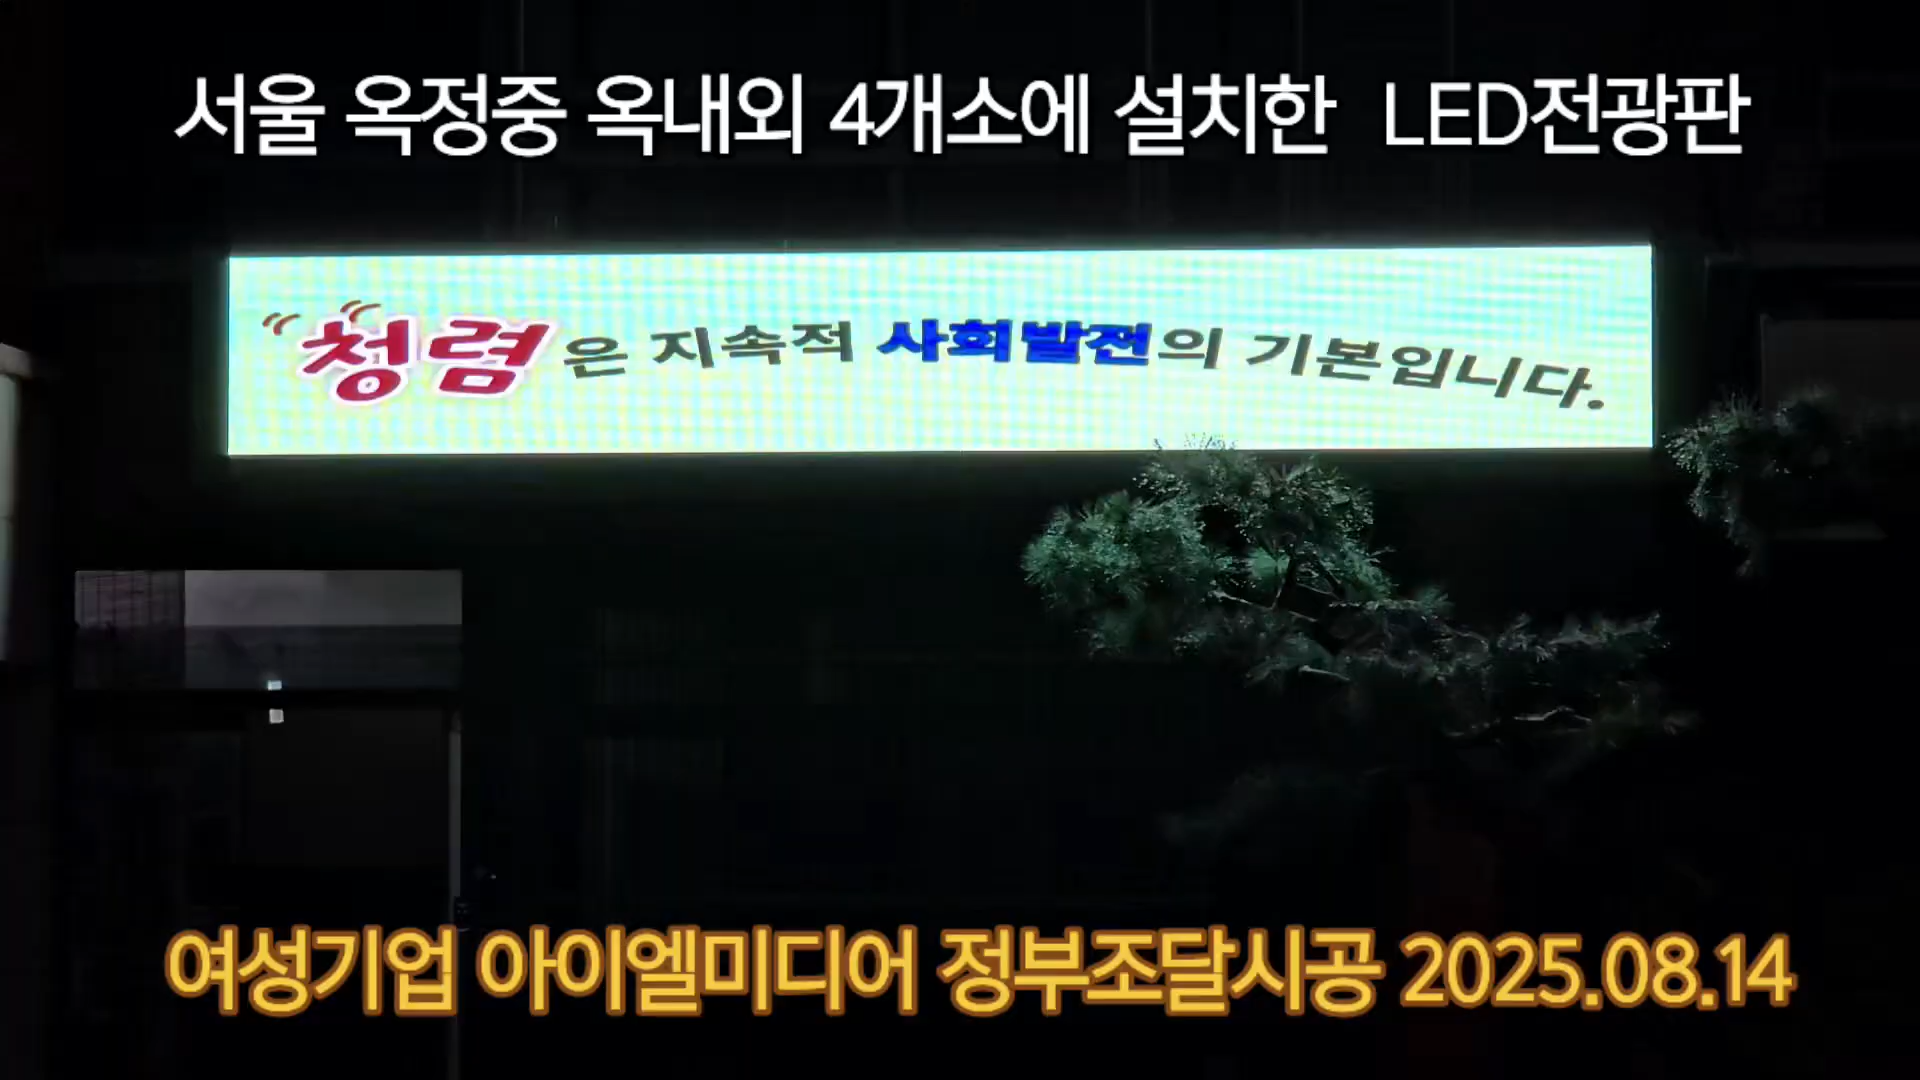 서울 옥정중 옥내외 4개소에 설치한 LED전광판
"청렴은 지속적 사회발전의 기본입니다.
여성기업 아이엘미디어 정부조달시공 2025.08.14